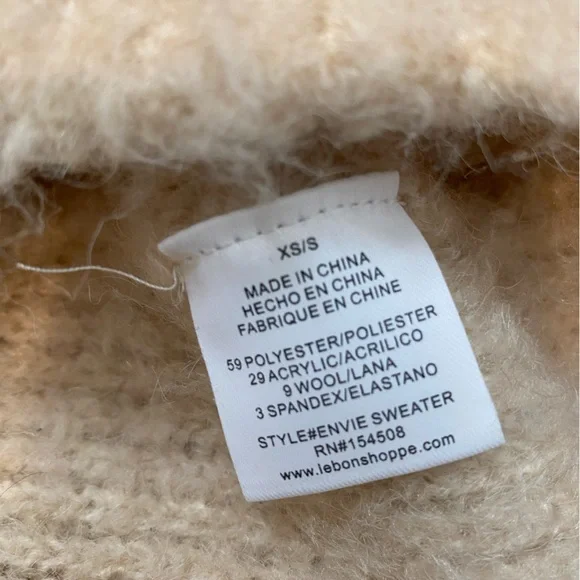 XS/S
MADE IN CHINA
HECHO EN CHINA
FABRIQUE EN CHINE
59 POLYESTER/POLIESTER
29 ACRYLIC/ACRILICO
9 WOOL/LANA
3 SPANDEX/ELASTANO
STYLE#ENVIE SWEATER
RN#154508
www.lebonshoppe.com